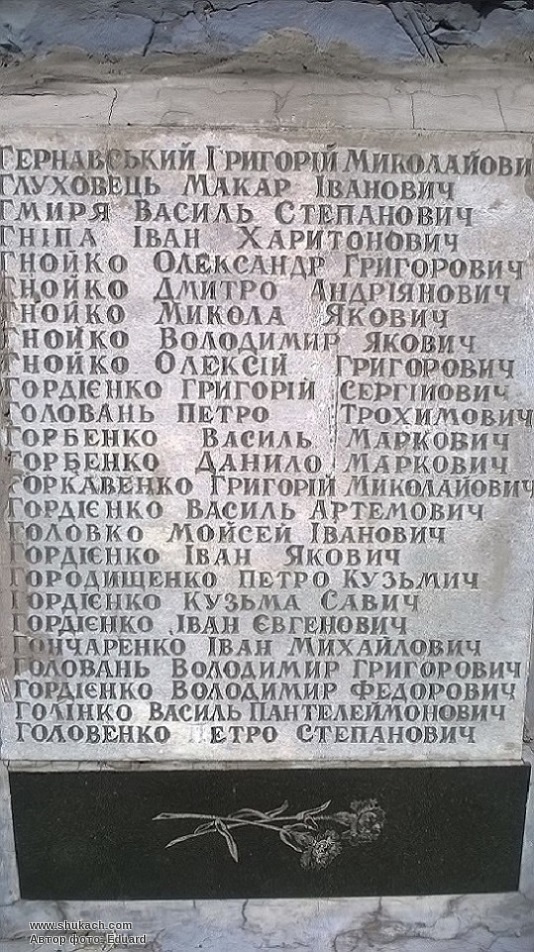 ГЕРНАВСЬКИЙ ГРИГОРІЙ МИКОЛАЙОВИ
ГЛУХОВЕЦЬ МАКАР ІВАНОВИЧ
ГМИРЯ ВАСИЛЬ СТЕПАНОВИЧ
ГНІПА ІВАН ХАРИТОНОВИЧ
ГНОЙКО ОЛЕКСАНДР ГРИГОРОВИЧ
ГНОЙКО ДМИТРО АНДРІЯНОВИЧ
ГНОЙКО МИКОЛА ЯКОВИЧ
ГНОЙКО ВОЛОДИМИР ЯКОВИЧ
ГНОЙКО ОЛЕКСІЙ ГРИГОРОВИЧ
ГОРДІЄНКО ГРИГОРІЙ СЕРГІЙОВИЧ
ГОЛОВАНЬ ПЕТРО ТРОХИМОВИЧ
ГОРБЕНКО ВАСИЛЬ МАРКОВИЧ
ГОРБЕНКО ДАНИЛО МАРКОВИЧ
ГОРКАВЕНКО ГРИГОРІЙ МИКОЛАЙОВИЧ
ГОРДІЄНКО ВАСИЛЬ АРТЕМОВИЧ
ГОЛОВКО МОЙСЕЙ ІВАНОВИЧ
ГОРДІЄНКО ІВАН ЯКОВИЧ
ГОРОДИЩЕНКО ПЕТРО КУЗЬМИЧ
ГОРДІЄНКО КУЗЬМА САВИЧ
ГОРДІЄНКО ІВАН ЄВГЕНОВИЧ
ГОНЧАРЕНКО ІВАН МИХАЙЛОВИЧ
ГОЛОВАНЬ ВОЛОДИМИР ГРИГОРОВИЧ
ГОРДІЄНКО ВОЛОДИМИР ФЕДОРОВИЧ
ГОЛІНКО ВАСИЛЬ ПАНТЕЛЕЙМОНОВИЧ
ГОЛОВЕНКО ПЕТРО СТЕПАНОВИЧ
www.shukach.com
Автор фото: Eduard